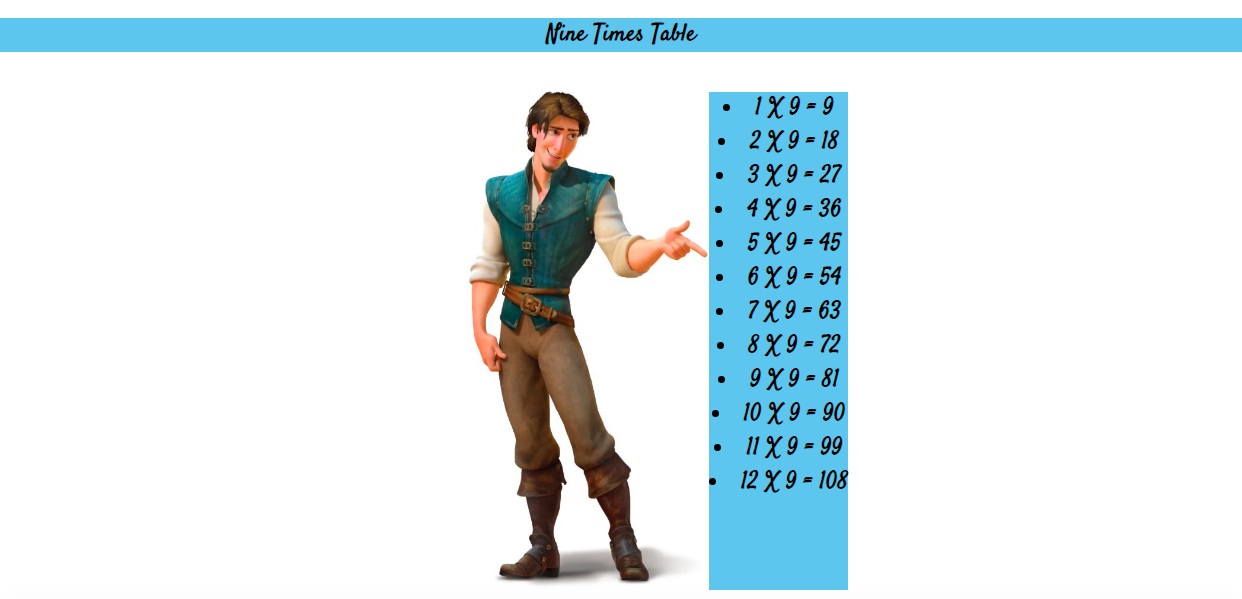 Nine Times Table
• 1 X 9 = 9
• 2 X 9 = 18
• 3 X 9 = 27
• 4 X 9 = 36
• 5 X 9 = 45
• 6 X 9 = 54
• 7 X 9 = 63
• 8 X 9 = 72
• 9 X 9 = 81
• 10 X 9 = 90
• 11 X 9 = 99
• 12 X 9 = 108